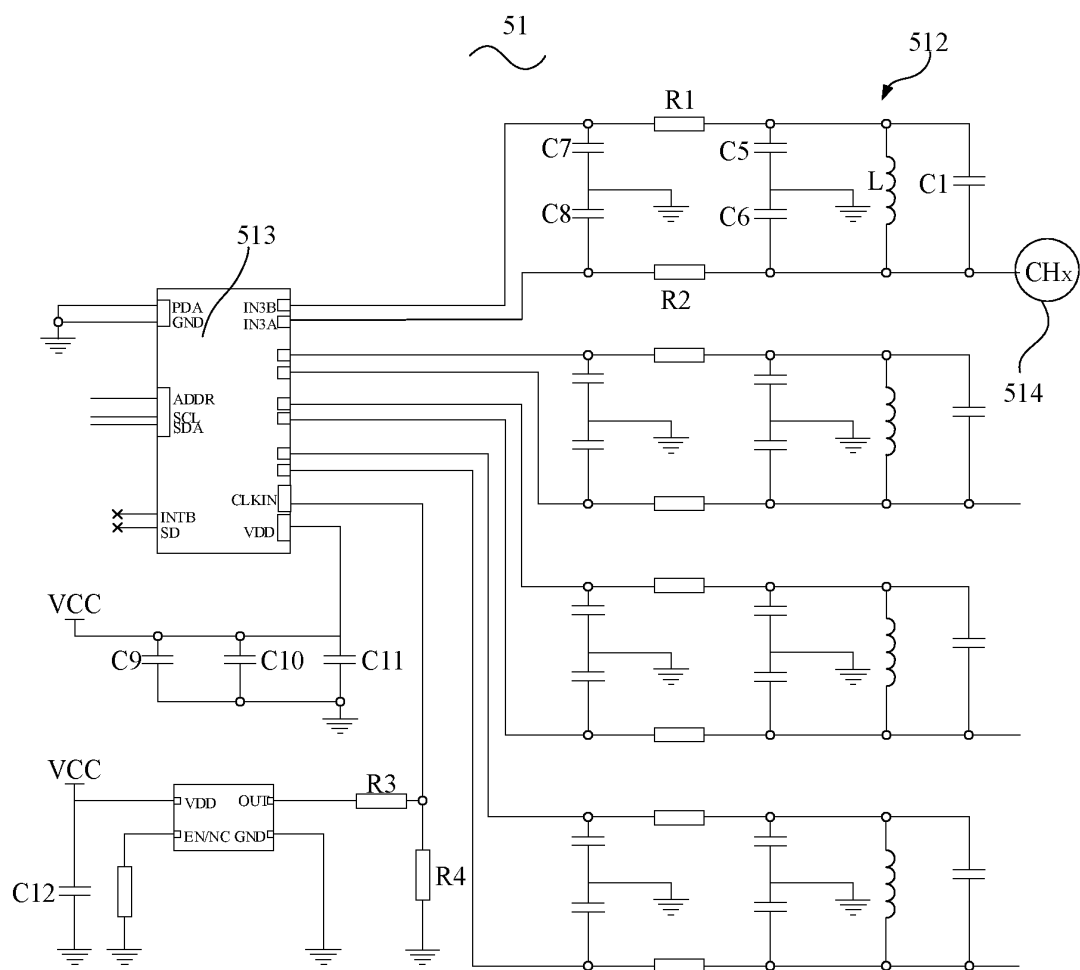 51
512
R1
C7
C5
L
C1
C8
C6
513
CHx
R2
PDA
GND
IN3B
IN3A
514
ADDR
SCL
SDA
CLKIN
INTB
SD
VDD
VCC
C9
C10
C11
VCC
R3
VDD
OUT
EN/NC
GND
R4
C12